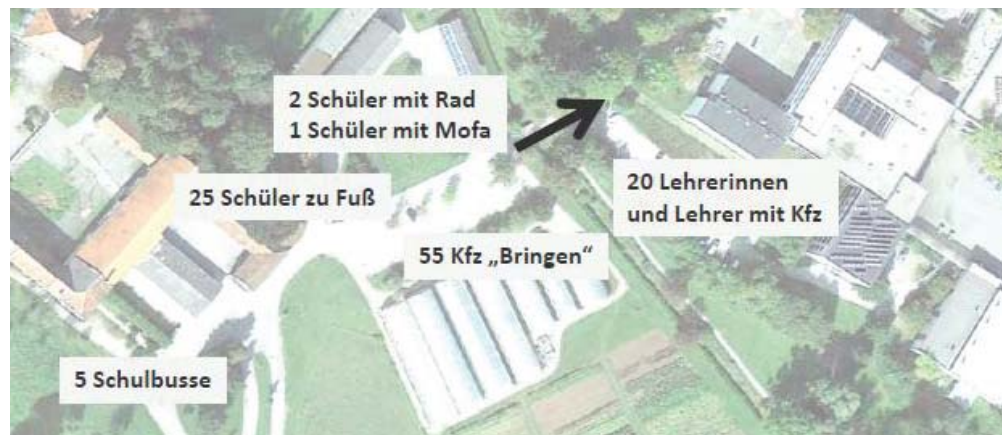 2 Schüler mit Rad
1 Schüler mit Mofa
25 Schüler zu Fuß
20 Lehrerinnen
und Lehrer mit Kfz
55 Kfz „Bringen“
5 Schulbusse